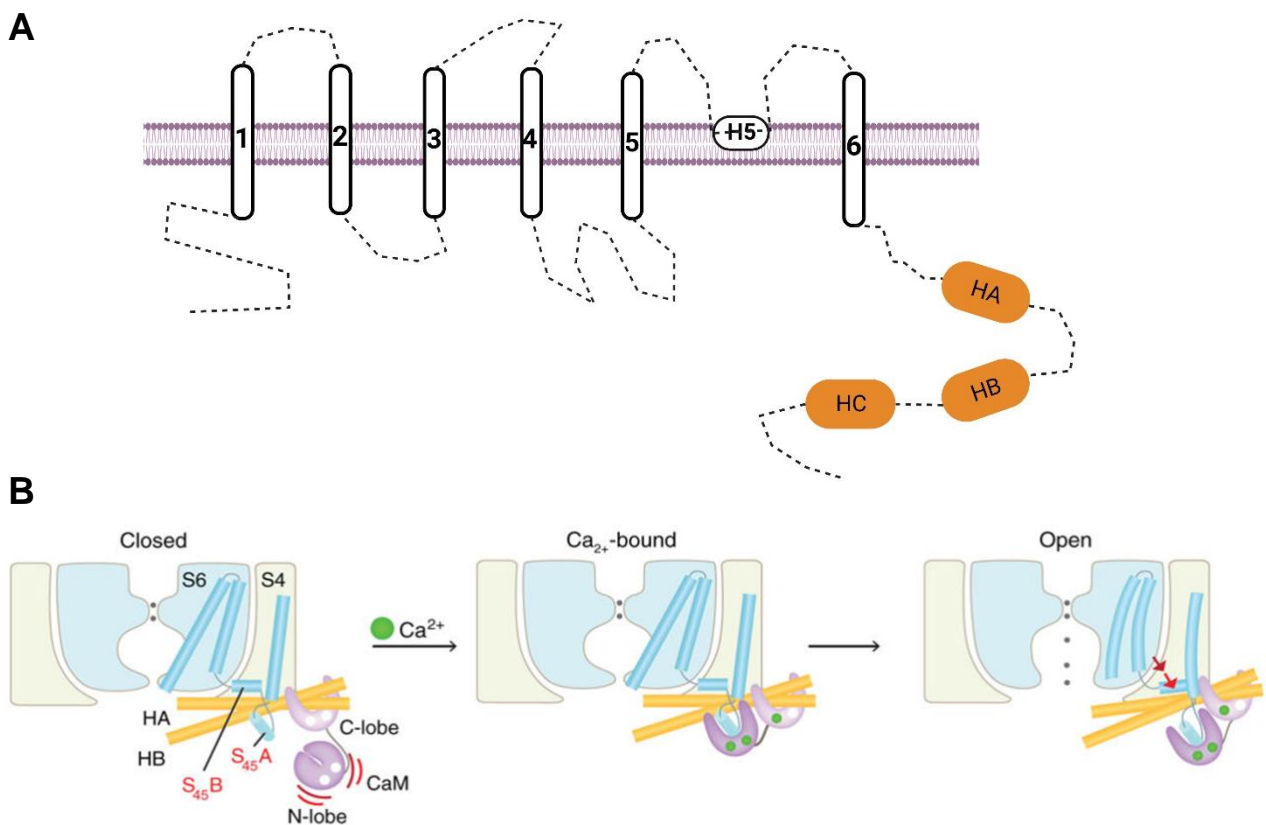 A
1 2 3 4 5 H5 6
HA
HB
HC
B
Closed
Ca₂₊-bound
Open
S6 S4
Ca²⁺
HA
HB
S₄₅B
S₄₅A
C-lobe
CaM
N-lobe